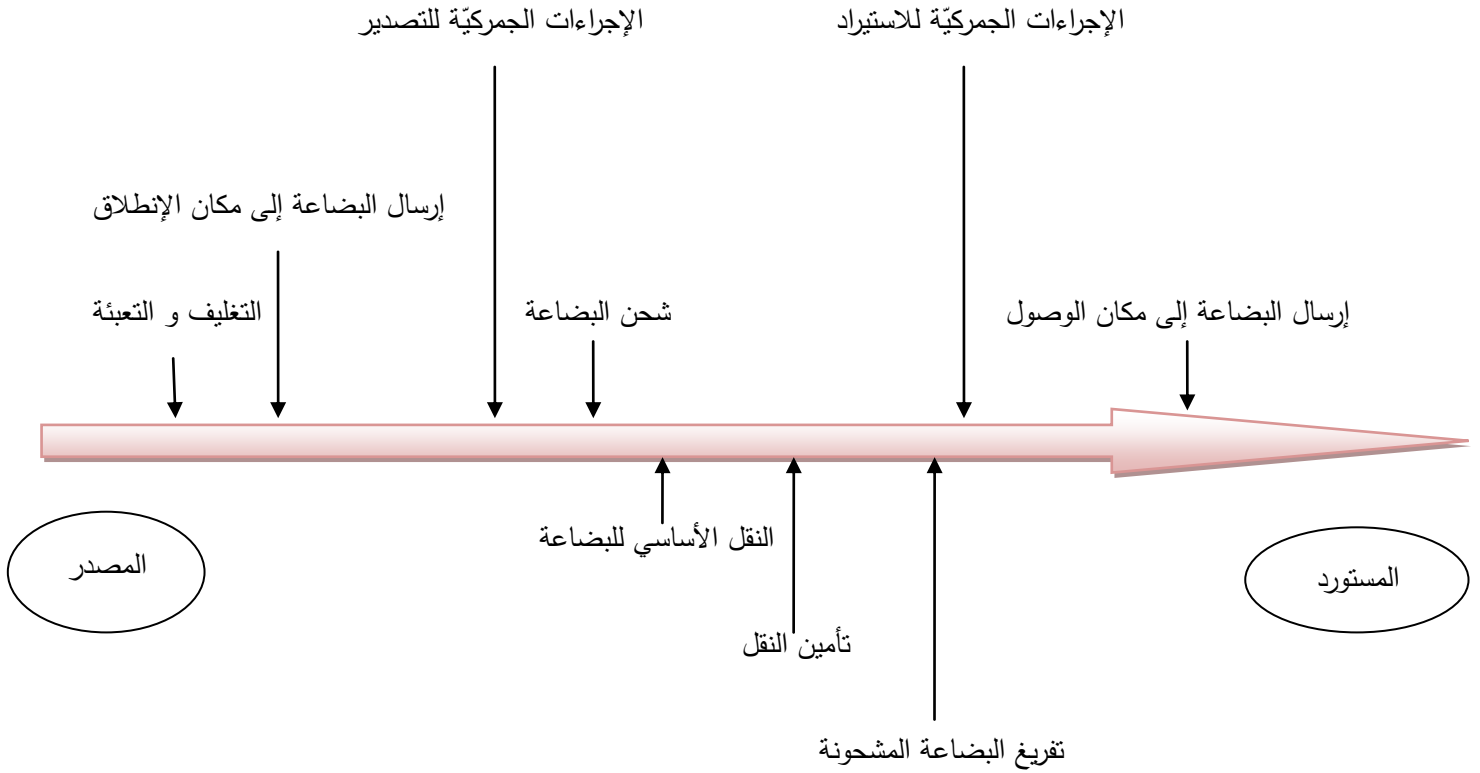 الإجراءات الجمركيّة للاستيراد
الإجراءات الجمركيّة للتصدير
إرسال البضاعة إلى مكان الإنطلاق
إرسال البضاعة إلى مكان الوصول
شحن البضاعة
التغليف و التعبئة
النقل الأساسي للبضاعة
المستورد
المصدر
تأمين النقل
تفريغ البضاعة المشحونة